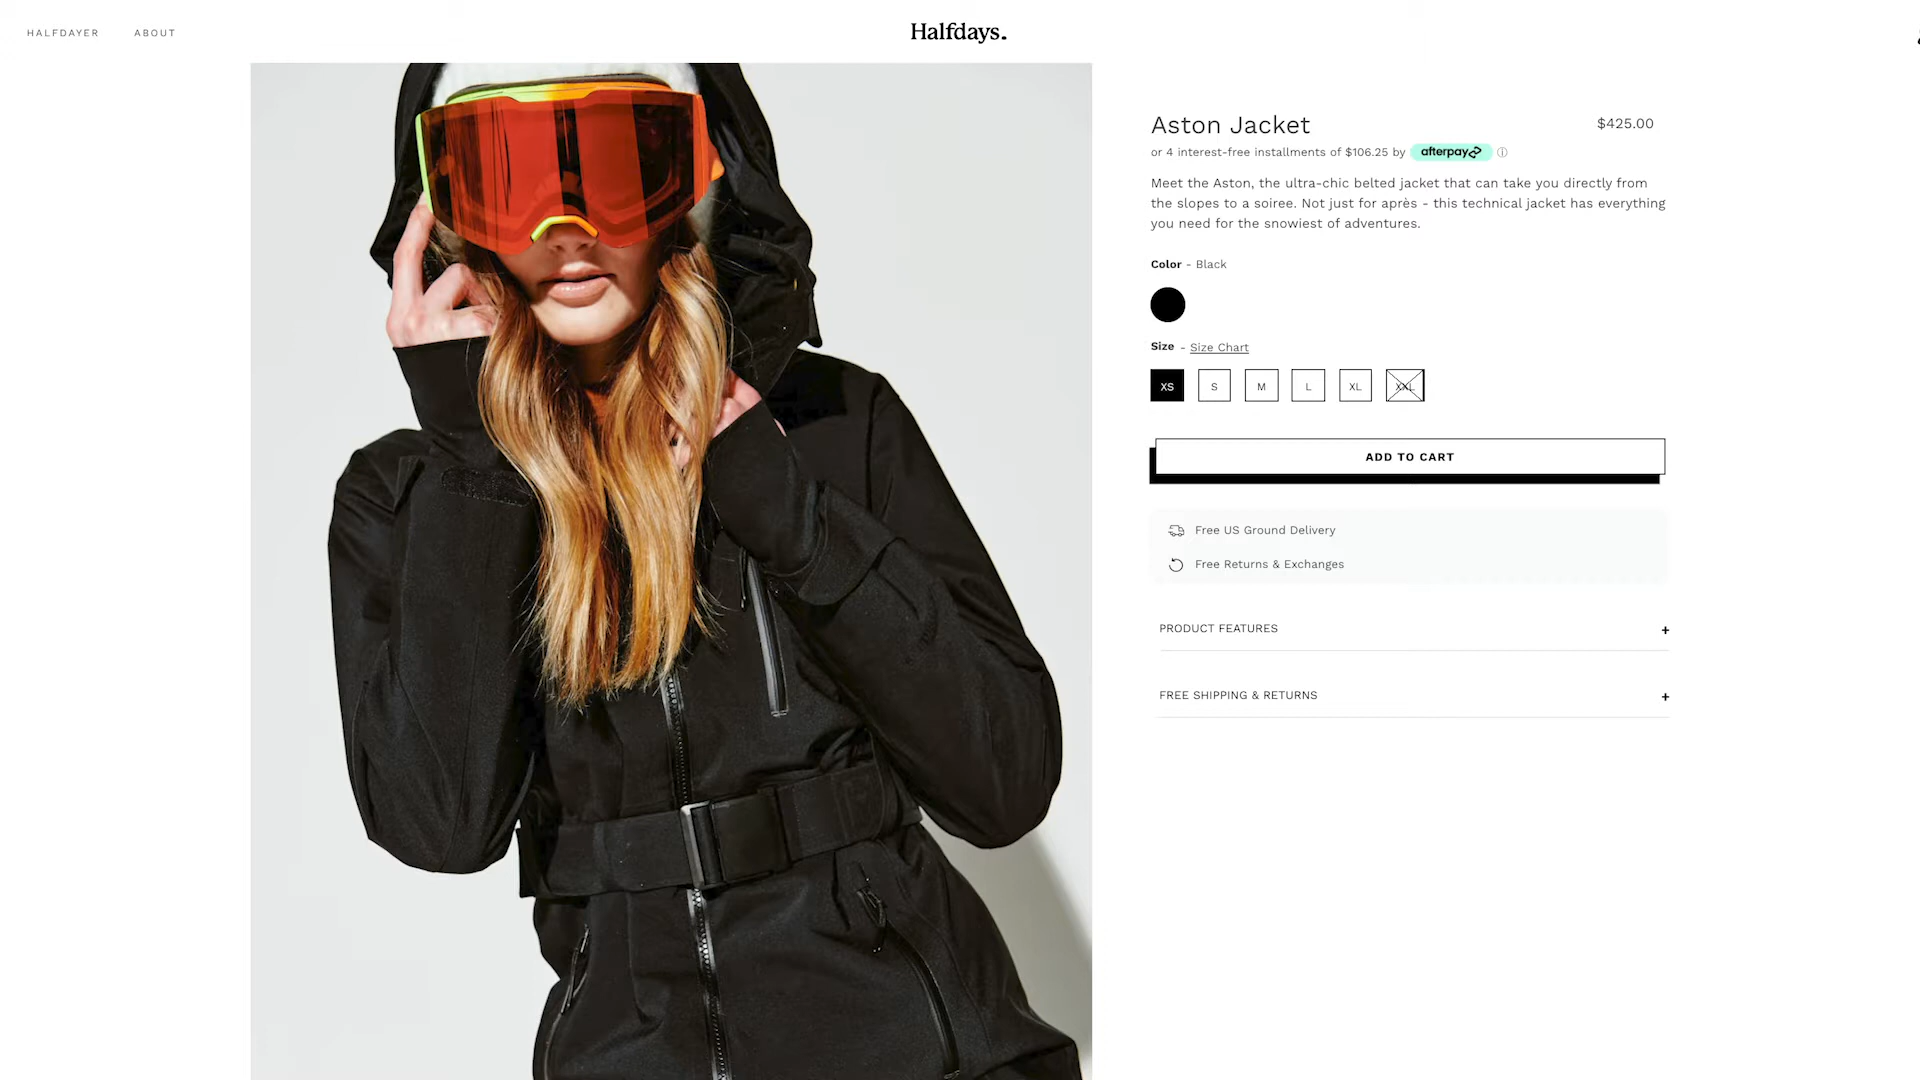 HALFDAYER
ABOUT
Halfdays.
Aston Jacket
$425.00
or 4 interest-free installments of $106.25 by afterpay
Meet the Aston, the ultra-chic belted jacket that can take you directly from
the slopes to a soiree. Not just for après - this technical jacket has everything
you need for the snowiest of adventures.
Color - Black
Size - Size Chart
XS S M L XL XXL
ADD TO CART
Free US Ground Delivery
Free Returns & Exchanges
PRODUCT FEATURES +
FREE SHIPPING & RETURNS +